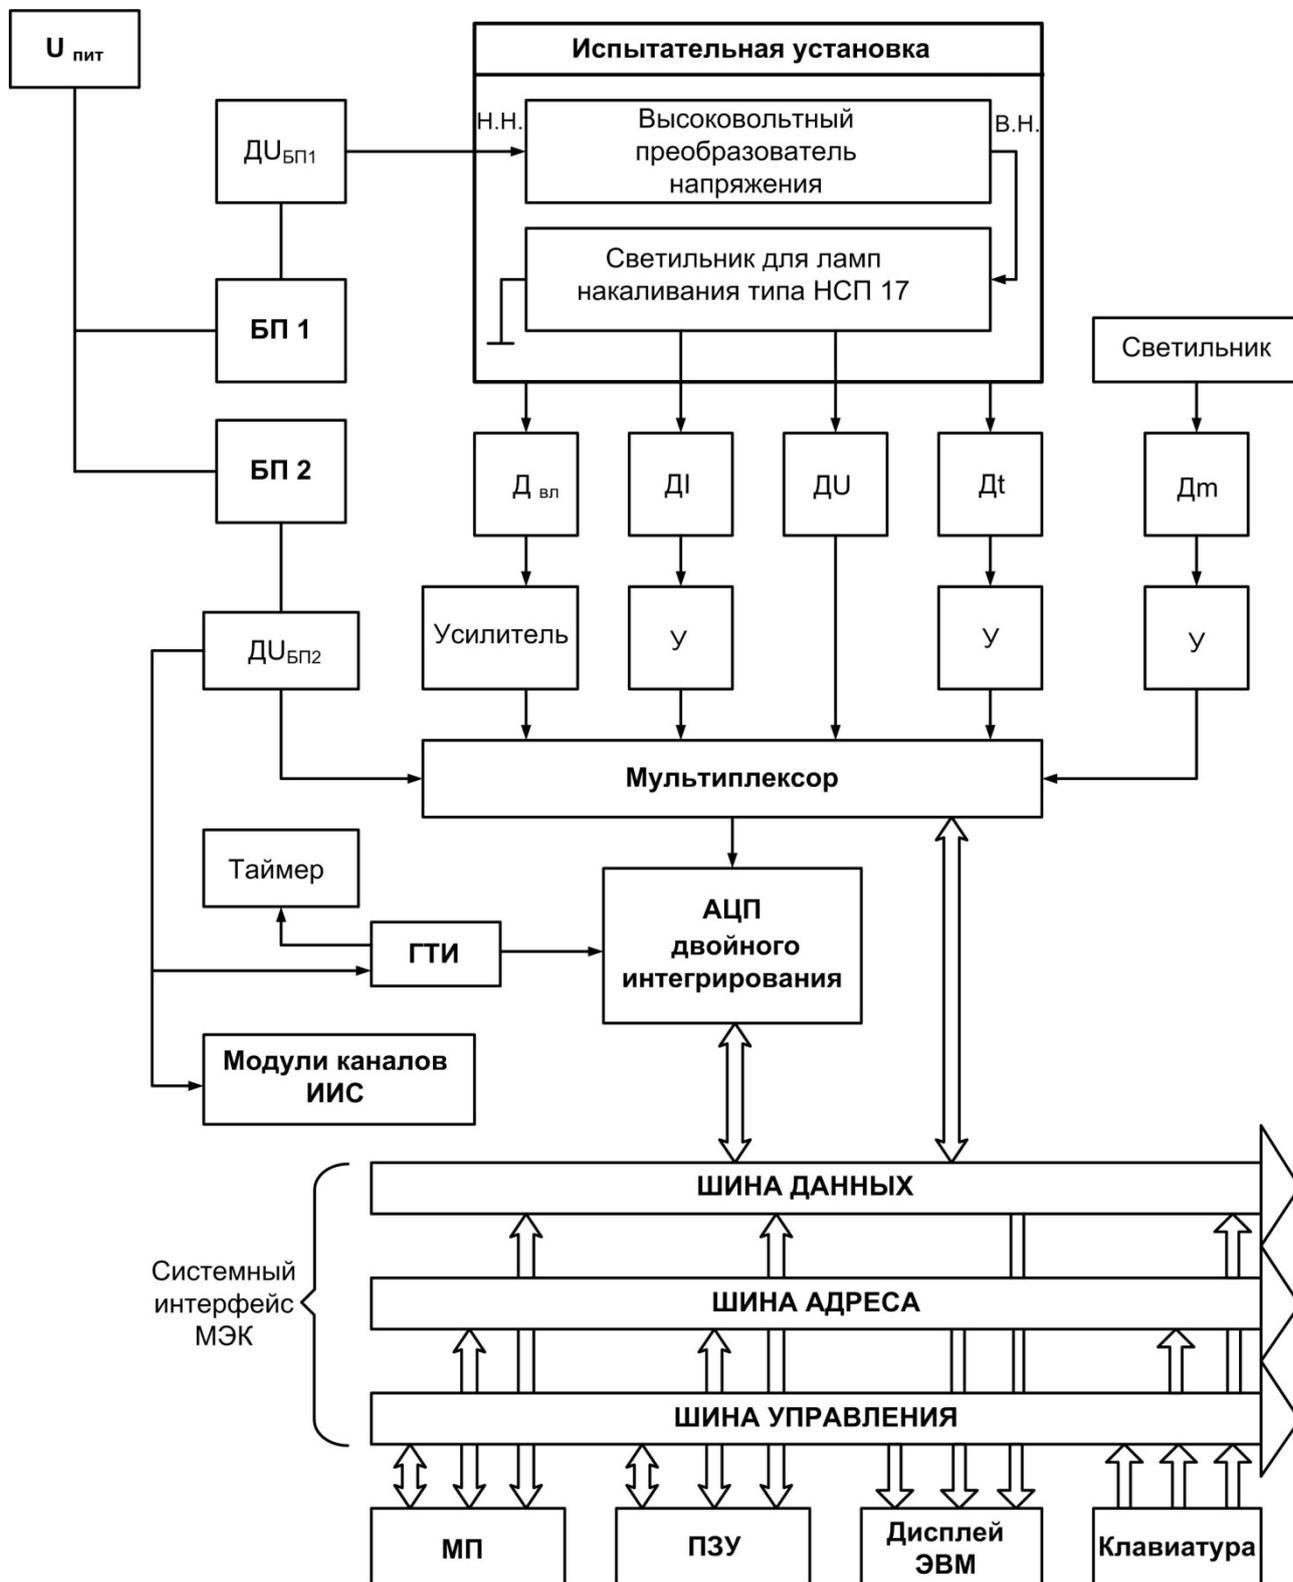 U пит
Испытательная установка
Н.Н.
В.Н.
Высоковольтный
преобразователь
напряжения
ДUБП1
Светильник для ламп
накаливания типа НСП 17
БП 1
Светильник
БП 2
Д вл
ДI
ДU
Дt
Дm
Усилитель
У
У
У
ДUБП2
Мультиплексор
Таймер
АЦП
двойного
интегрирования
ГТИ
Модули каналов
ИИС
ШИНА ДАННЫХ
Системный
интерфейс
МЭК
ШИНА АДРЕСА
ШИНА УПРАВЛЕНИЯ
МП
ПЗУ
Дисплей
ЭВМ
Клавиатура